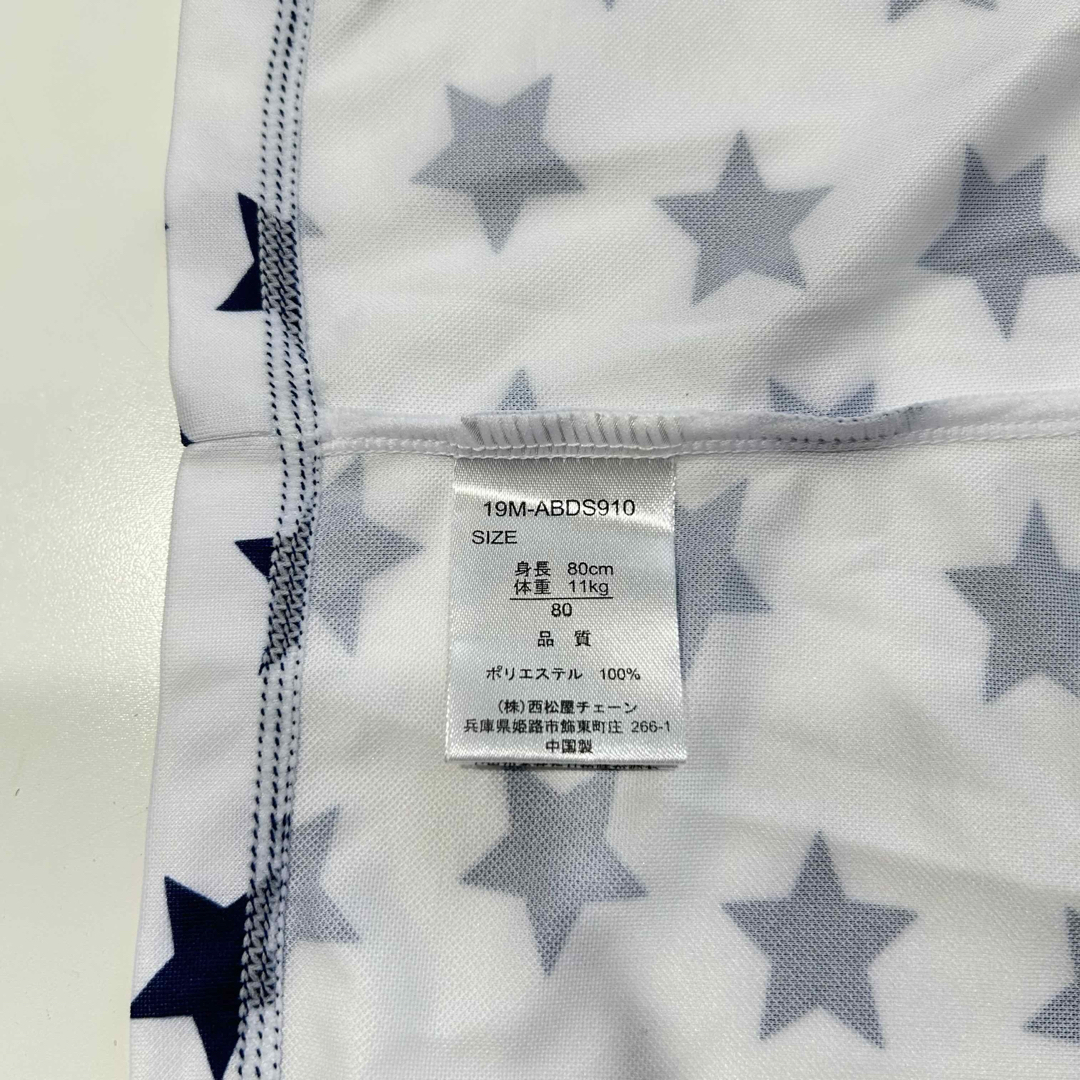 19M-ABDS910
SIZE
身長 80cm
体重 11kg
80
品 質
ポリエステル 100%
(株)西松屋チェーン
兵庫県姫路市飾東町庄 266-1
中国製